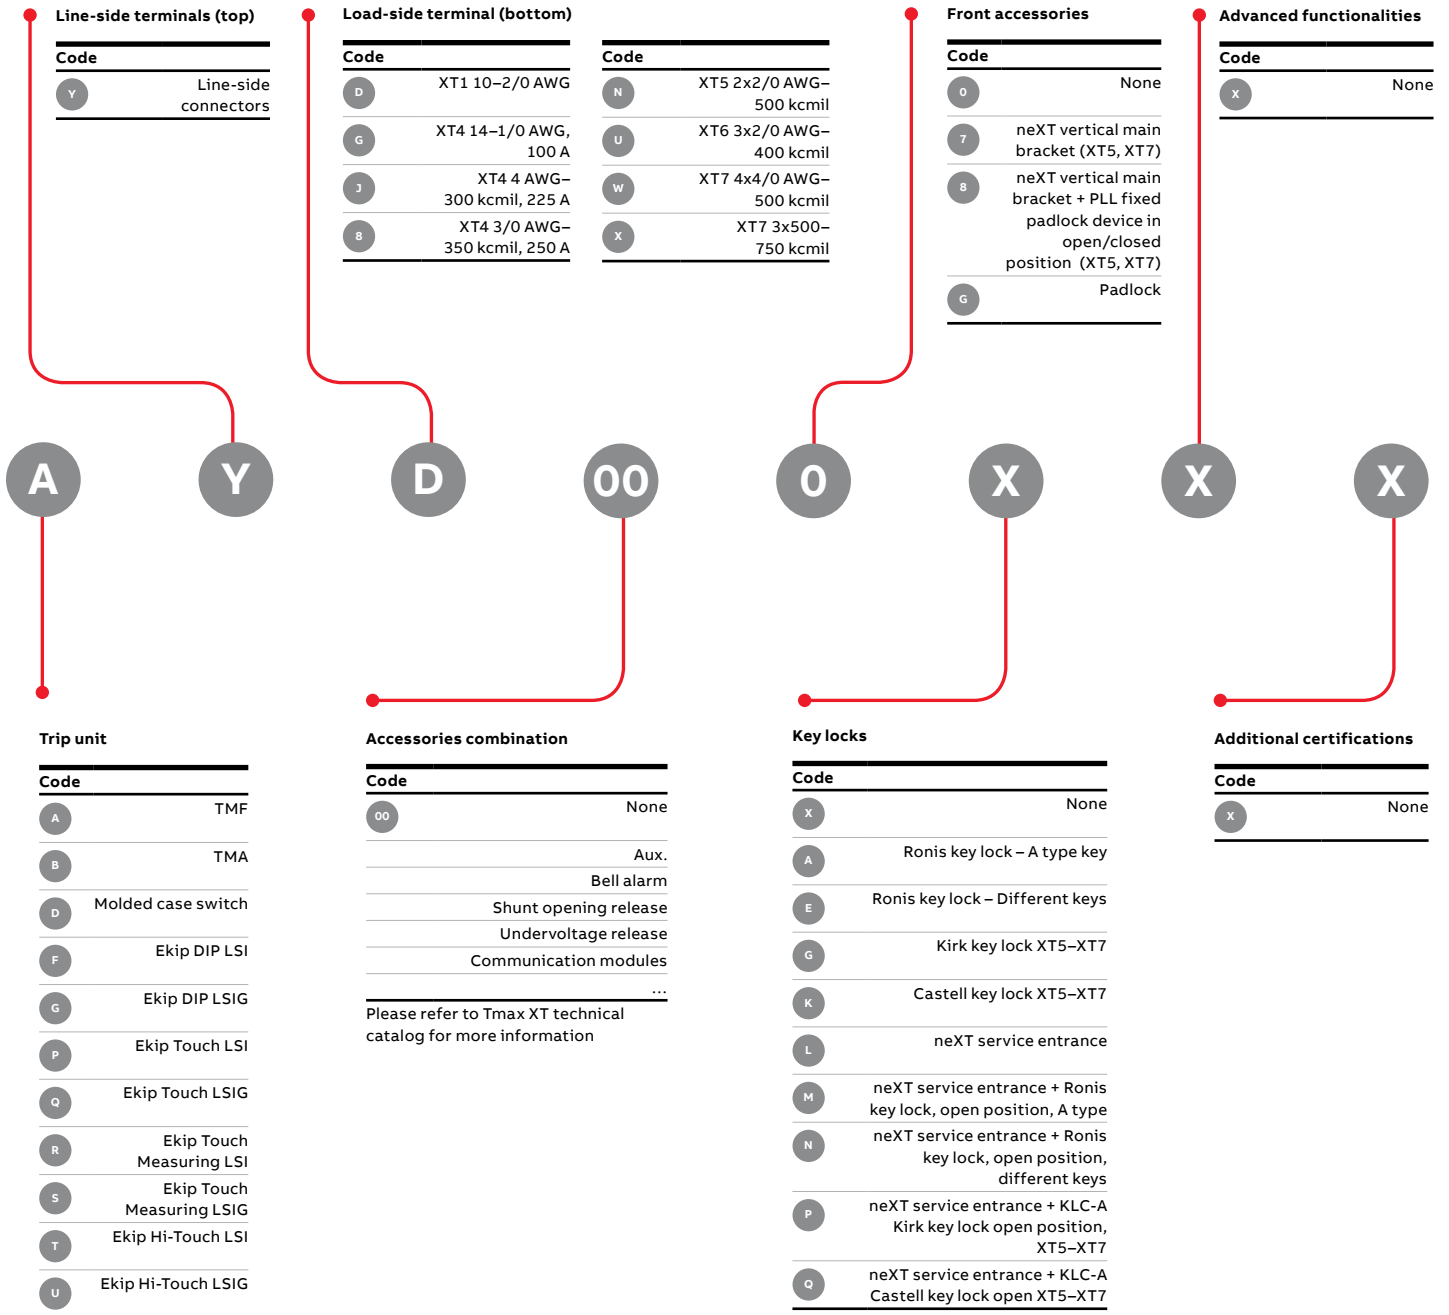 Line-side terminals (top)
Code
Y
Line-side
connectors
Load-side terminal (bottom)
Code
D
XT1 10–2/0 AWG
G
XT4 14–1/0 AWG,
100 A
J
XT4 4 AWG–
300 kcmil, 225 A
8
XT4 3/0 AWG–
350 kcmil, 250 A
Code
N
XT5 2x2/0 AWG–
500 kcmil
U
XT6 3x2/0 AWG–
400 kcmil
W
XT7 4x4/0 AWG–
500 kcmil
X
XT7 3x500–
750 kcmil
Front accessories
Code
0
None
7
neXT vertical main
bracket (XT5, XT7)
8
neXT vertical main
bracket + PLL fixed
padlock device in
open/closed
position (XT5, XT7)
G
Padlock
Advanced functionalities
Code
X
None
A
Y
D
00
0
X
X
X
Trip unit
Code
A
TMF
B
TMA
D
Molded case switch
F
Ekip DIP LSI
G
Ekip DIP LSIG
P
Ekip Touch LSI
Q
Ekip Touch LSIG
R
Ekip Touch
Measuring LSI
S
Ekip Touch
Measuring LSIG
T
Ekip Hi-Touch LSI
U
Ekip Hi-Touch LSIG
Accessories combination
Code
00
None
Aux.
Bell alarm
Shunt opening release
Undervoltage release
Communication modules
...
Please refer to Tmax XT technical
catalog for more information
Key locks
Code
X
None
A
Ronis key lock – A type key
E
Ronis key lock – Different keys
G
Kirk key lock XT5–XT7
K
Castell key lock XT5–XT7
L
neXT service entrance
M
neXT service entrance + Ronis
key lock, open position, A type
N
neXT service entrance + Ronis
key lock, open position,
different keys
P
neXT service entrance + KLC-A
Kirk key lock open position,
XT5–XT7
Q
neXT service entrance + KLC-A
Castell key lock open XT5–XT7
Additional certifications
Code
X
None